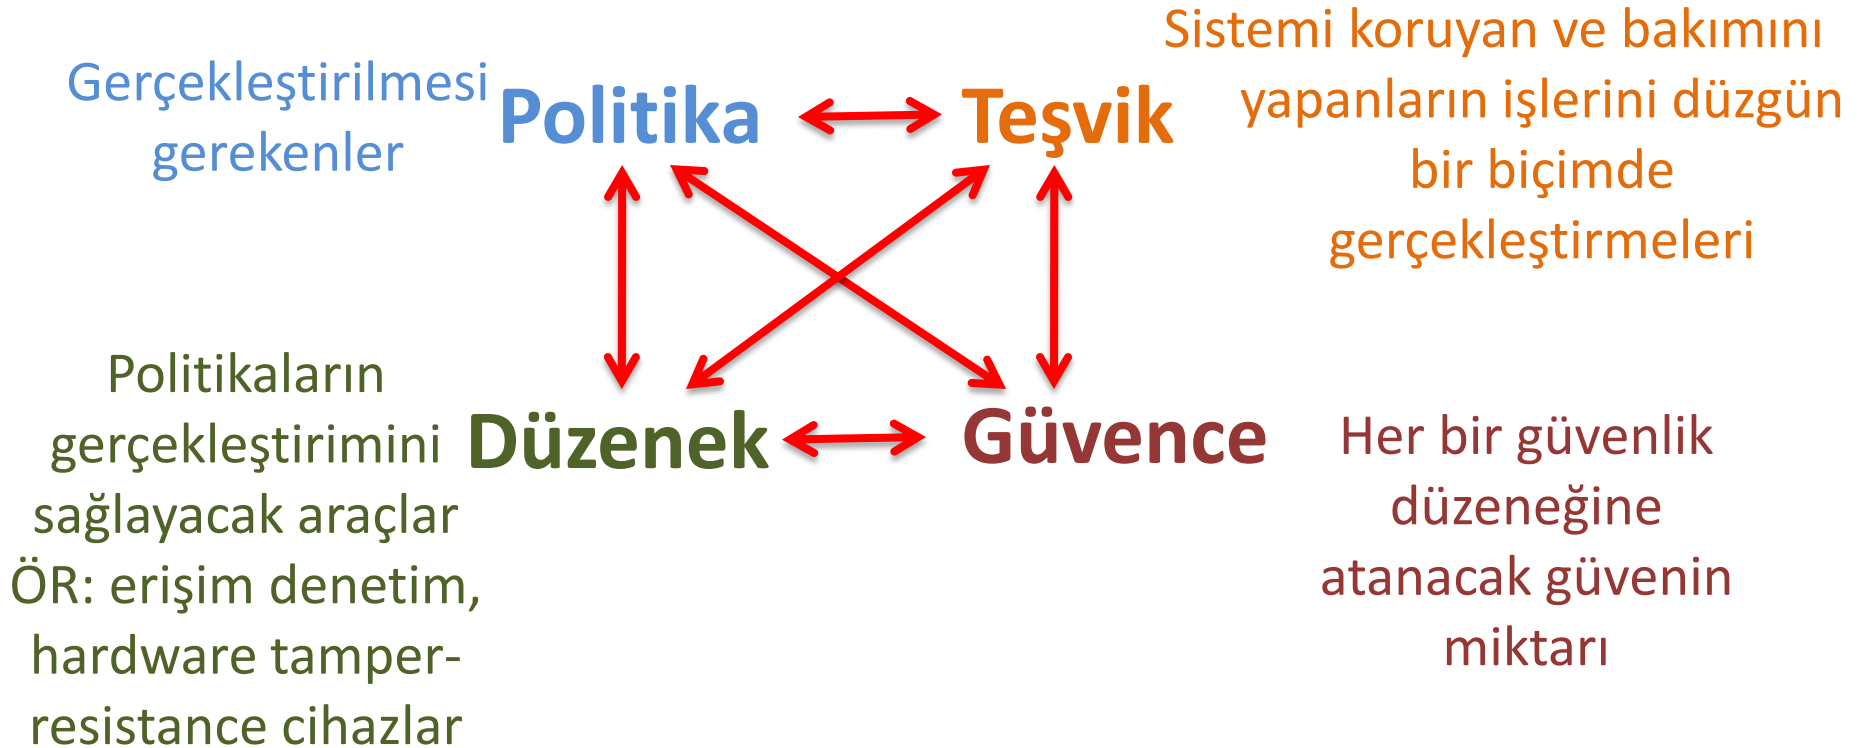 Gerçekleştirilmesi
gerekenler
Politika
Teşvik
Sistemi koruyan ve bakımını
yapanların işlerini düzgün
bir biçimde
gerçekleştirmeleri
Politikaların
gerçekleştirimini
sağlayacak araçlar
ÖR: erişim denetim,
hardware tamper-
resistance cihazlar
Düzenek
Güvence
Her bir güvenlik
düzeneğine
atanacak güvenin
miktarı